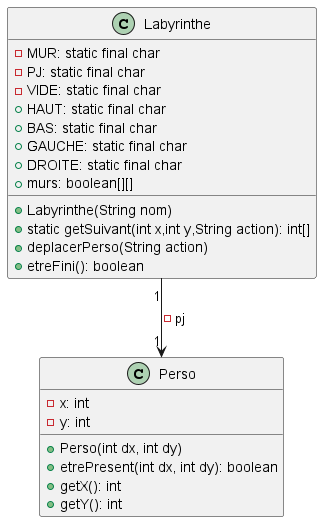 C Labyrinthe
MUR: static final char
PJ: static final char
VIDE: static final char
HAUT: static final char
BAS: static final char
GAUCHE: static final char
DROITE: static final char
murs: boolean[][]
Labyrinthe(String nom)
static getSuivant(int x,int y,String action): int[]
deplacerPerso(String action)
etreFini(): boolean
1
pj
1
C Perso
x: int
y: int
Perso(int dx, int dy)
etrePresent(int dx, int dy): boolean
getX(): int
getY(): int